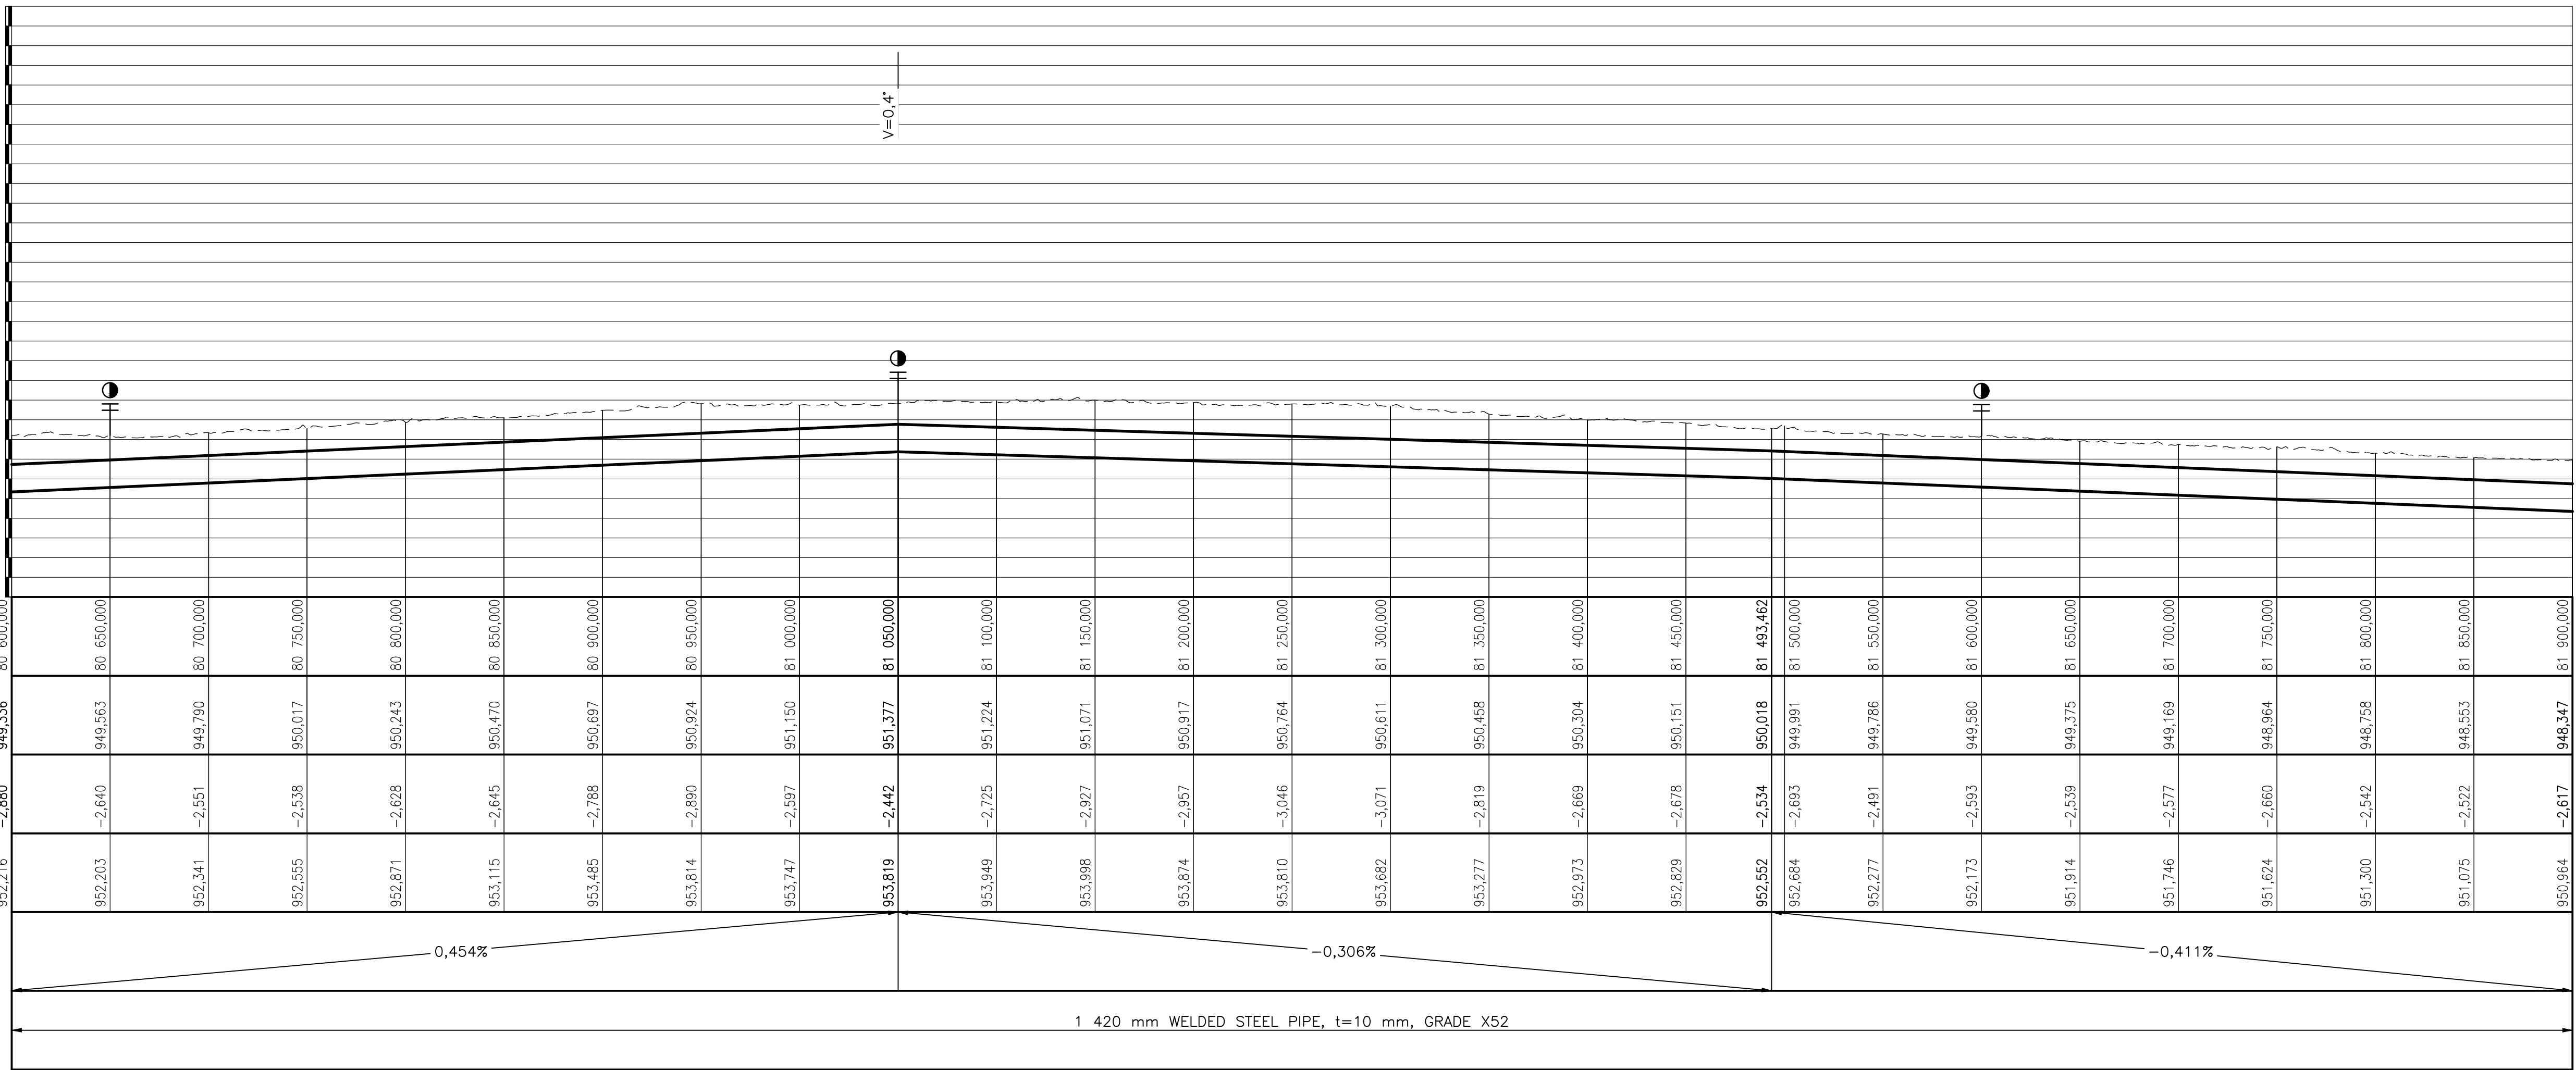 V=0,4°
80 600,000 80 650,000 80 700,000 80 750,000 80 800,000 80 850,000 80 900,000 80 950,000 81 000,000 81 050,000 81 100,000 81 150,000 81 200,000 81 250,000 81 300,000 81 350,000 81 400,000 81 450,000 81 493,462 81 500,000 81 550,000 81 600,000 81 650,000 81 700,000 81 750,000 81 800,000 81 850,000 81 900,000
949,336 949,563 949,790 950,017 950,243 950,470 950,697 950,924 951,150 951,377 951,224 951,071 950,917 950,764 950,611 950,458 950,304 950,151 950,018 949,991 949,786 949,580 949,375 949,169 948,964 948,758 948,553 948,347
-2,880 -2,640 -2,551 -2,538 -2,628 -2,645 -2,788 -2,890 -2,597 -2,442 -2,725 -2,927 -2,957 -3,046 -3,071 -2,819 -2,669 -2,678 -2,534 -2,693 -2,491 -2,593 -2,539 -2,577 -2,660 -2,542 -2,522 -2,617
952,216 952,203 952,341 952,555 952,871 953,115 953,485 953,814 953,747 953,819 953,949 953,998 953,874 953,810 953,682 953,277 952,973 952,829 952,552 952,684 952,277 952,173 951,914 951,746 951,624 951,300 951,075 950,964
0,454% -0,306% -0,411%
1 420 mm WELDED STEEL PIPE, t=10 mm, GRADE X52